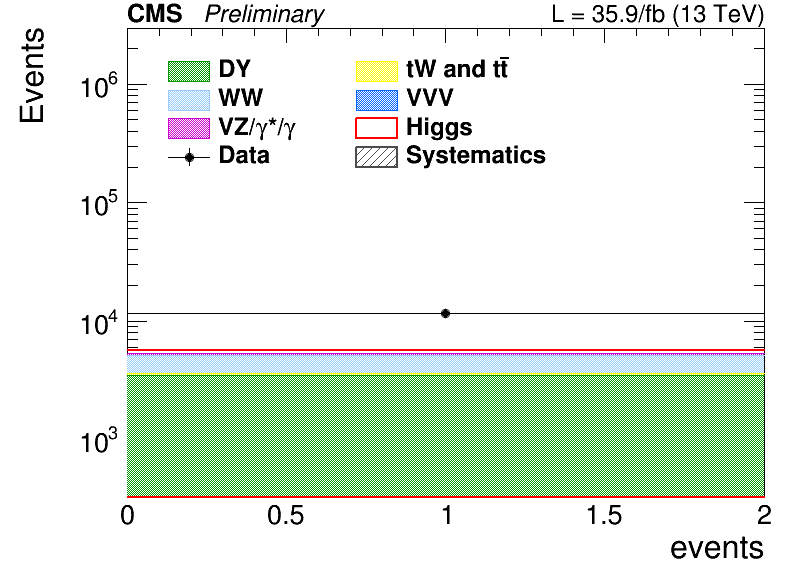 CMS Preliminary L = 35.9/fb (13 TeV)
Events
DY tW and tt̄
WW VVV
VZ/γ*/γ Higgs
Data Systematics
10⁶
10⁵
10⁴
10³
0 0.5 1 1.5 2
events